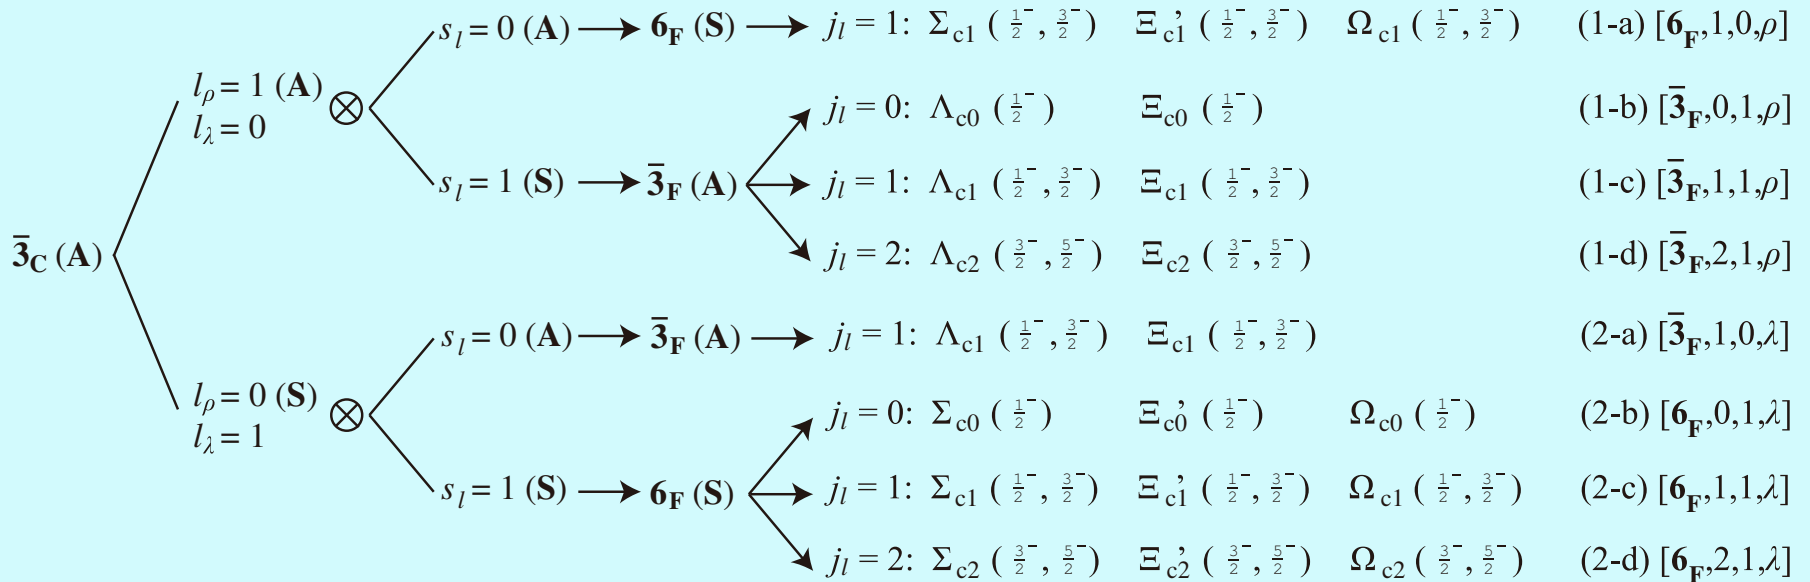 s_l = 0 (A) → 6_F (S) → j_l = 1: Σ_c1 ( 1/2⁻, 3/2⁻) Ξ'_c1 ( 1/2⁻, 3/2⁻) Ω_c1 ( 1/2⁻, 3/2⁻) (1-a) [6_F,1,0,ρ]
l_ρ = 1 (A)
l_λ = 0
⊗
j_l = 0: Λ_c0 ( 1/2⁻) Ξ_c0 ( 1/2⁻) (1-b) [3̄_F,0,1,ρ]
s_l = 1 (S) → 3̄_F (A) → j_l = 1: Λ_c1 ( 1/2⁻, 3/2⁻) Ξ_c1 ( 1/2⁻, 3/2⁻) (1-c) [3̄_F,1,1,ρ]
j_l = 2: Λ_c2 ( 3/2⁻, 5/2⁻) Ξ_c2 ( 3/2⁻, 5/2⁻) (1-d) [3̄_F,2,1,ρ]
3̄_C (A)
s_l = 0 (A) → 3̄_F (A) → j_l = 1: Λ_c1 ( 1/2⁻, 3/2⁻) Ξ_c1 ( 1/2⁻, 3/2⁻) (2-a) [3̄_F,1,0,λ]
l_ρ = 0 (S)
l_λ = 1
⊗
j_l = 0: Σ_c0 ( 1/2⁻) Ξ'_c0 ( 1/2⁻) Ω_c0 ( 1/2⁻) (2-b) [6_F,0,1,λ]
s_l = 1 (S) → 6_F (S) → j_l = 1: Σ_c1 ( 1/2⁻, 3/2⁻) Ξ'_c1 ( 1/2⁻, 3/2⁻) Ω_c1 ( 1/2⁻, 3/2⁻) (2-c) [6_F,1,1,λ]
j_l = 2: Σ_c2 ( 3/2⁻, 5/2⁻) Ξ'_c2 ( 3/2⁻, 5/2⁻) Ω_c2 ( 3/2⁻, 5/2⁻) (2-d) [6_F,2,1,λ]